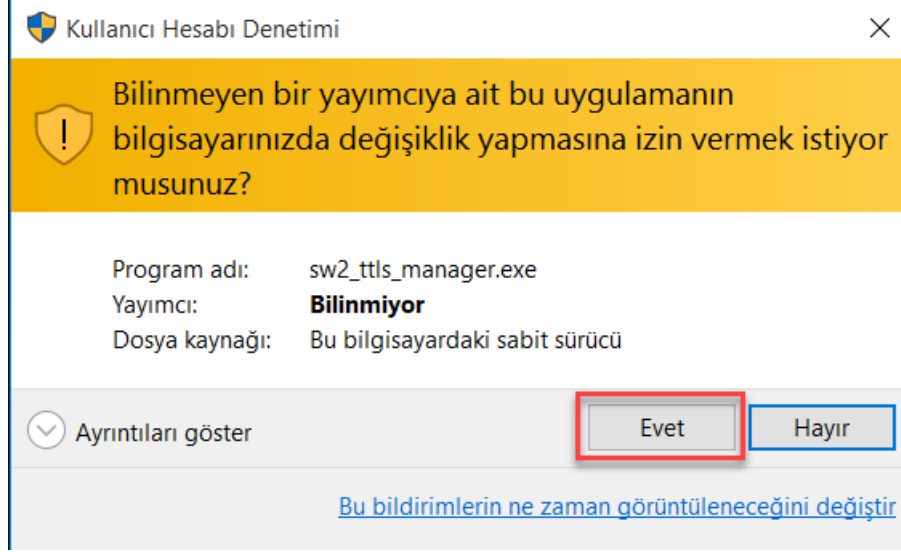 Kullanıcı Hesabı Denetimi
Bilinmeyen bir yayımcıya ait bu uygulamanın
bilgisayarınızda değişiklik yapmasına izin vermek istiyor
musunuz?
Program adı: sw2_ttls_manager.exe
Yayımcı: Bilinmiyor
Dosya kaynağı: Bu bilgisayardaki sabit sürücü
Ayrıntıları göster Evet Hayır
Bu bildirimlerin ne zaman görüntüleneceğini değiştir